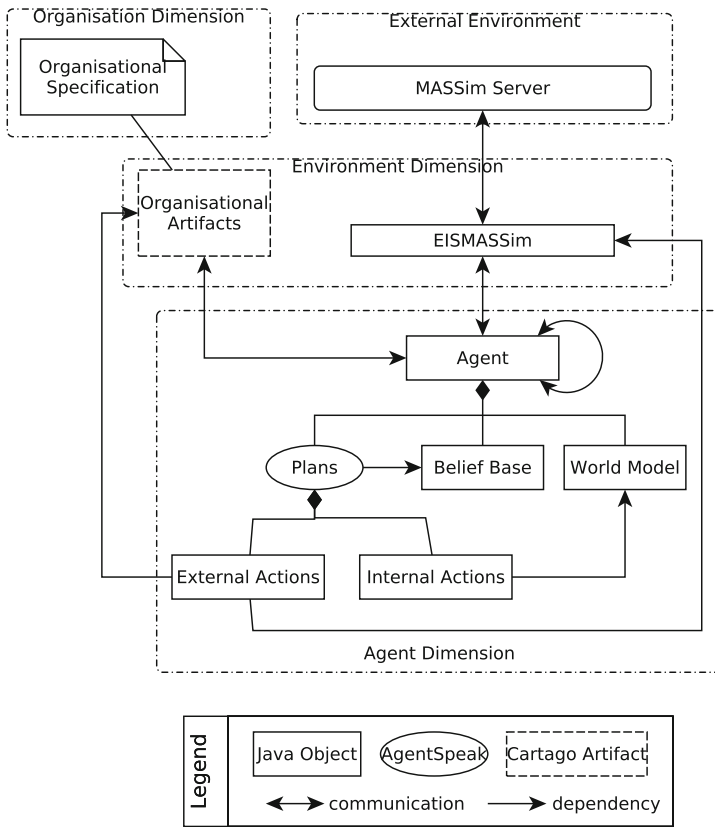 Organisation Dimension
Organisational
Specification
External Environment
MASSim Server
Environment Dimension
Organisational
Artifacts
EISMASSim
Agent
Plans
Belief Base
World Model
External Actions
Internal Actions
Agent Dimension
Legend
Java Object
AgentSpeak
Cartago Artifact
communication
dependency